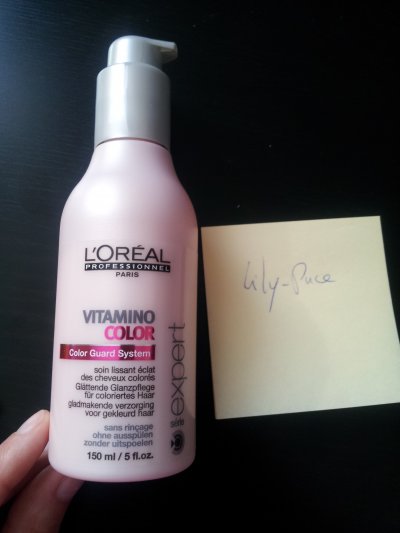 L'ORÉAL
PROFESSIONNEL
PARIS
VITAMINO
COLOR
Color Guard System
soin lissant éclat
des cheveux colorés
Glättende Glanzpflege
für coloriertes Haar
gladmakende verzorging
voor gekleurd haar
sans rinçage
ohne ausspülen
zonder uitspoelen
150 ml / 5 fl.oz.
série expert
Lily-Puce